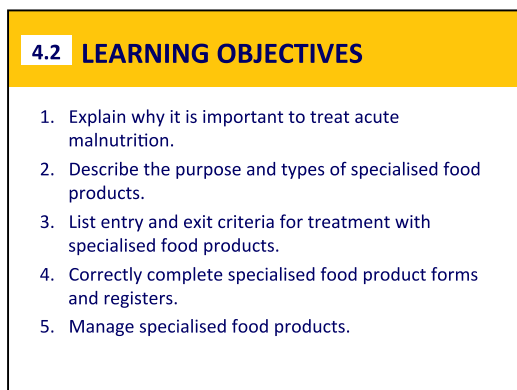 4.2 LEARNING OBJECTIVES
1. Explain why it is important to treat acute
malnutrition.
2. Describe the purpose and types of specialised food
products.
3. List entry and exit criteria for treatment with
specialised food products.
4. Correctly complete specialised food product forms
and registers.
5. Manage specialised food products.